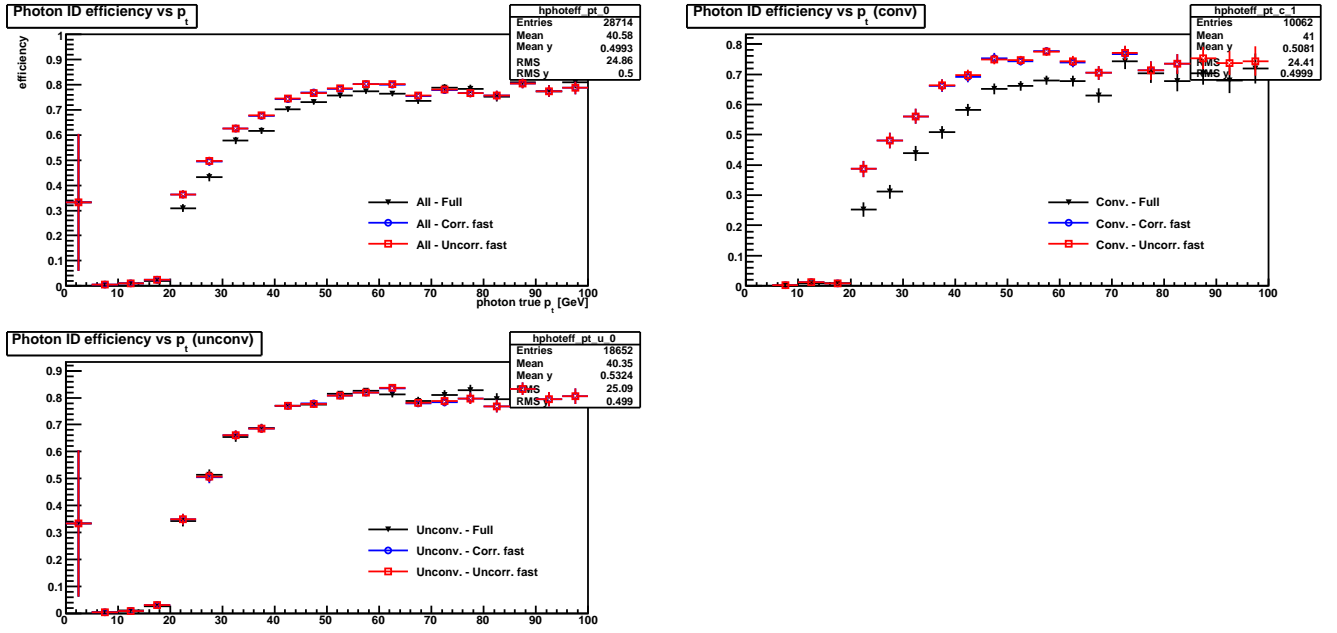 Photon ID efficiency vs p_t
hphoteff_pt_0
Entries 28714
Mean 40.58
Mean y 0.4993
RMS 24.86
RMS y 0.5
efficiency
1
0.9
0.8
0.7
0.6
0.5
0.4
0.3
0.2
0.1
0
All - Full
All - Corr. fast
All - Uncorr. fast
0 10 20 30 40 50 60 70 80 90 100
photon true p_t [GeV]
Photon ID efficiency vs p_t (conv)
hphoteff_pt_c_1
Entries 10062
Mean 41
Mean y 0.5081
RMS 24.41
RMS y 0.4999
0.8
0.7
0.6
0.5
0.4
0.3
0.2
0.1
0
Conv. - Full
Conv. - Corr. fast
Conv. - Uncorr. fast
0 10 20 30 40 50 60 70 80 90 100
Photon ID efficiency vs p_t (unconv)
hphoteff_pt_u_0
Entries 18652
Mean 40.35
Mean y 0.5324
RMS 25.09
RMS y 0.499
0.9
0.8
0.7
0.6
0.5
0.4
0.3
0.2
0.1
0
Unconv. - Full
Unconv. - Corr. fast
Unconv. - Uncorr. fast
0 10 20 30 40 50 60 70 80 90 100